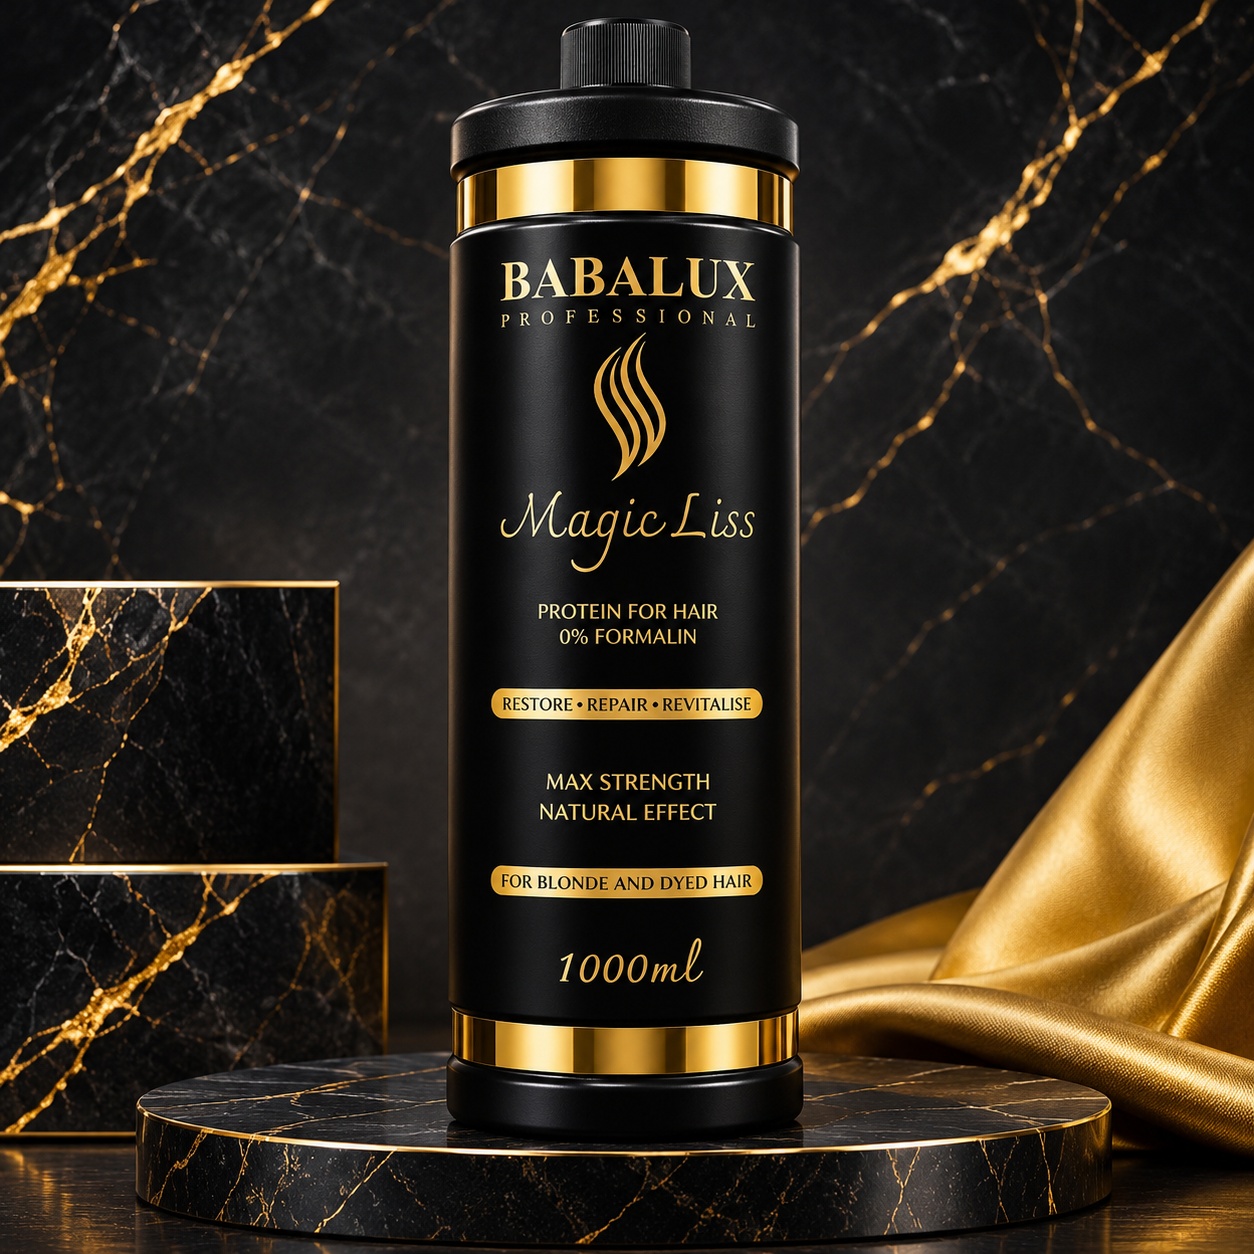 BABALUX
PROFESSIONAL
Magic Liss
PROTEIN FOR HAIR
0% FORMALIN
RESTORE • REPAIR • REVITALISE
MAX STRENGTH
NATURAL EFFECT
FOR BLONDE AND DYED HAIR
1000ml